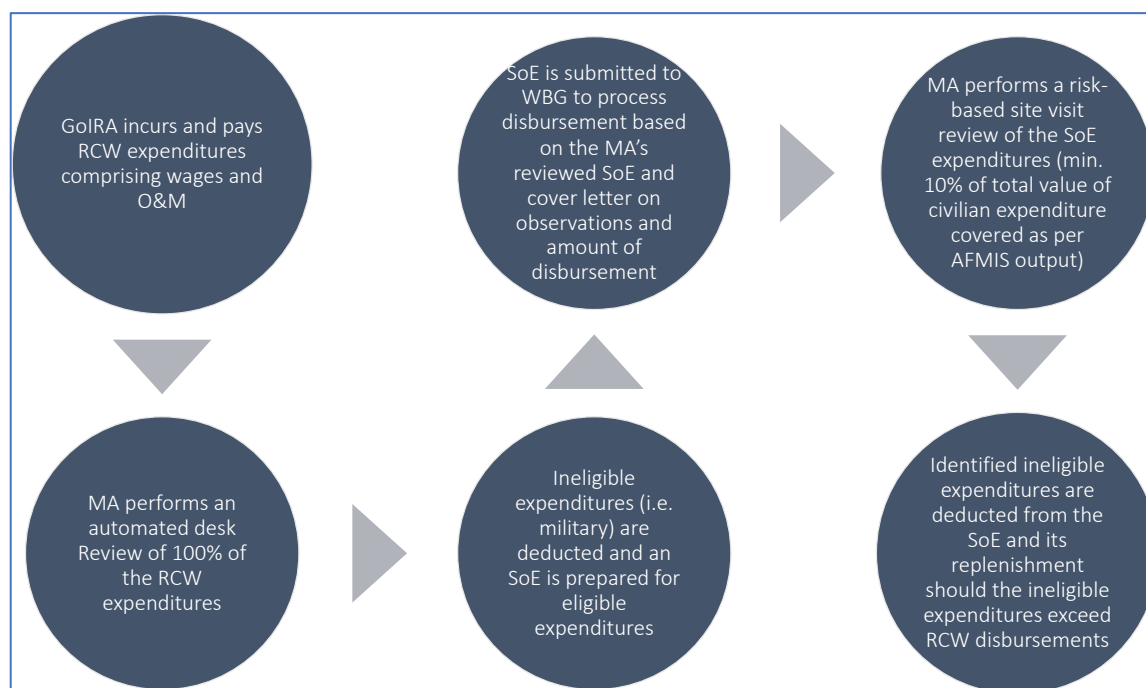 GoIRA incurs and pays
RCW expenditures
comprising wages and
O&M
MA performs an
automated desk
Review of 100% of
the RCW
expenditures
Ineligible
expenditures (i.e.
military) are
deducted and an
SoE is prepared for
eligible
expenditures
SoE is submitted to
WBG to process
disbursement based
on the MA’s
reviewed SoE and
cover letter on
observations and
amount of
disbursement
MA performs a risk-
based site visit
review of the SoE
expenditures (min.
10% of total value of
civilian expenditure
covered as per
AFMIS output)
Identified ineligible
expenditures are
deducted from the
SoE and its
replenishment
should the ineligible
expenditures exceed
RCW disbursements